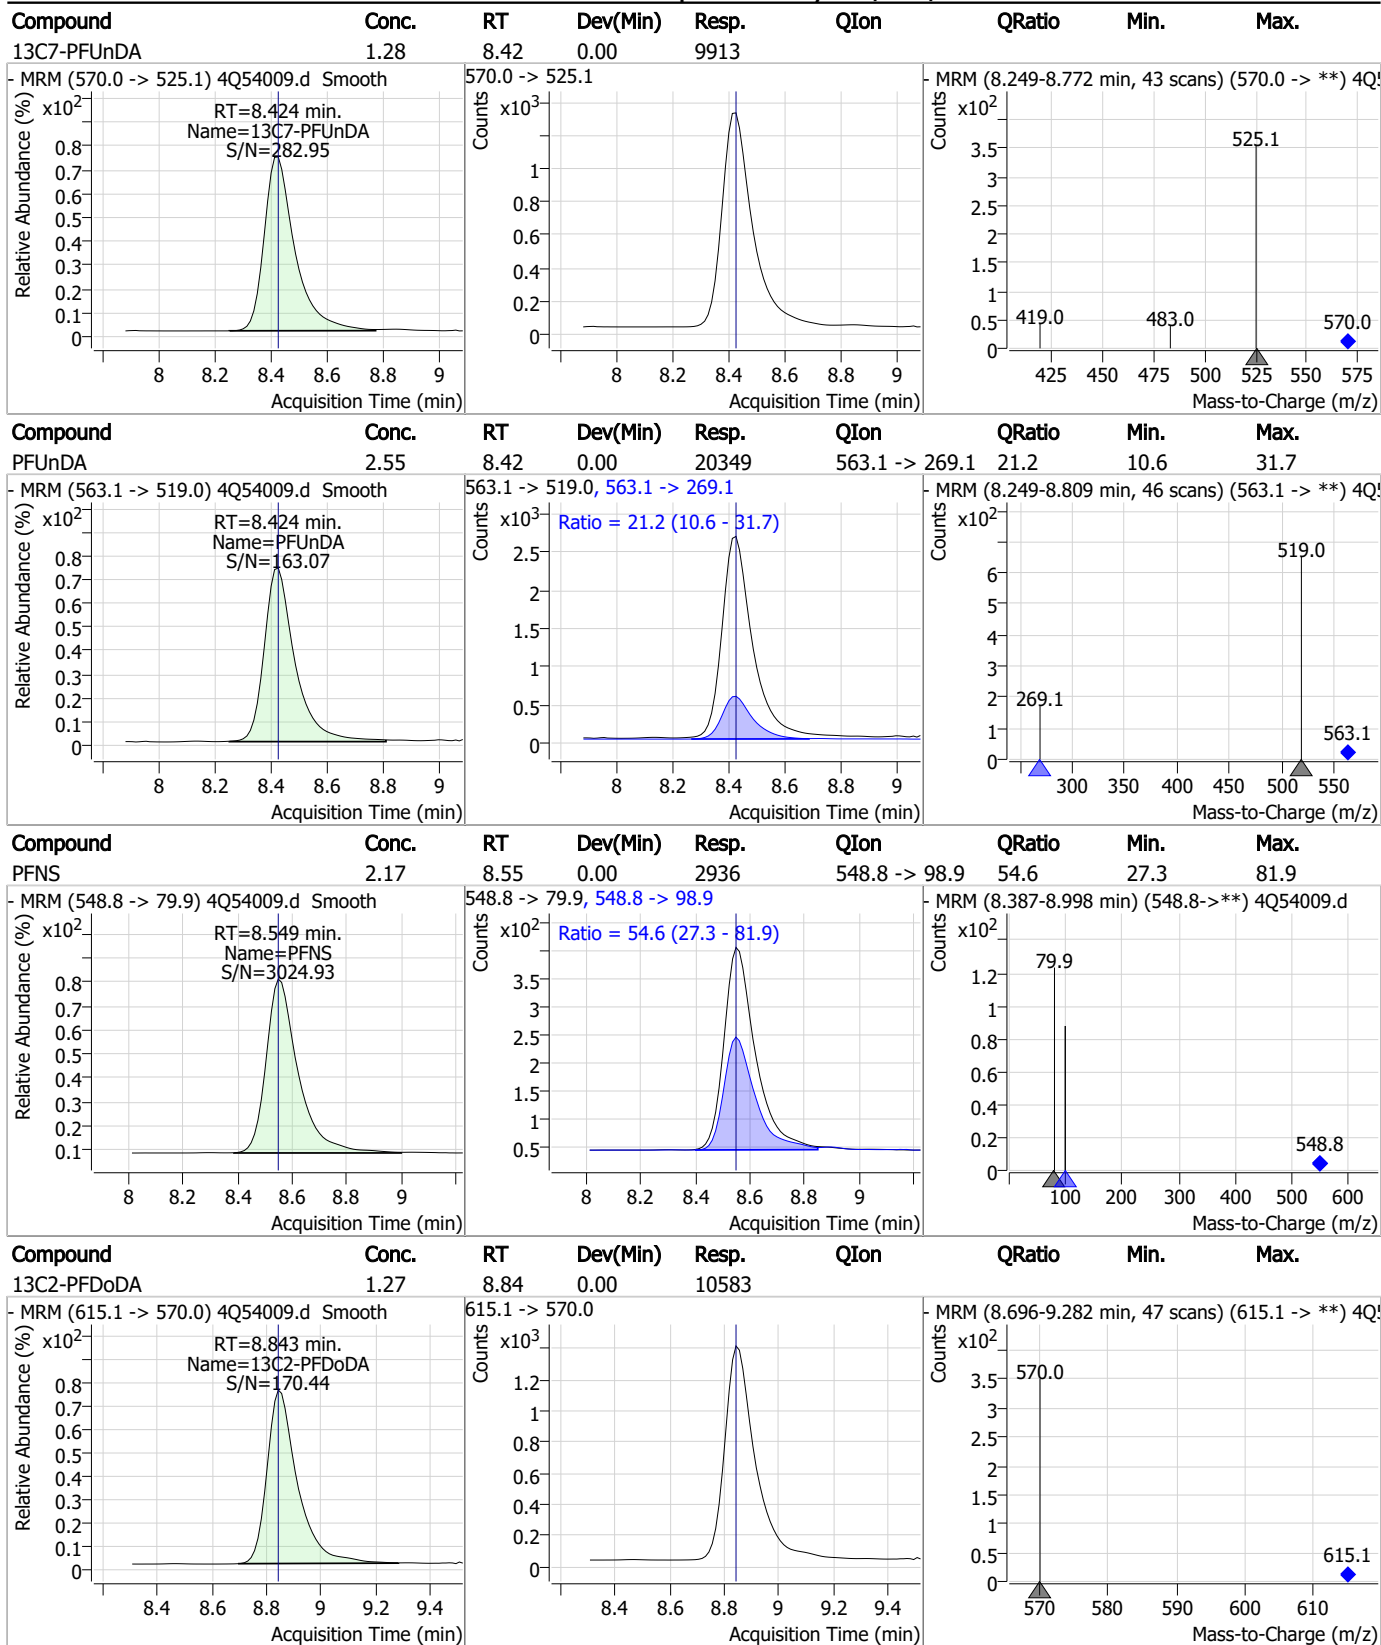 Compound Conc. RT Dev(Min) Resp. QIon QRatio Min. Max.
13C7-PFUnDA 1.28 8.42 0.00 9913
- MRM (570.0 -> 525.1) 4Q54009.d Smooth
Relative Abundance (%)
x10²
RT=8.424 min.
Name=13C7-PFUnDA
S/N=282.95
0.8
0.7
0.6
0.5
0.4
0.3
0.2
0.1
0
8 8.2 8.4 8.6 8.8 9
Acquisition Time (min)
570.0 -> 525.1
Counts
x10³
1
0.8
0.6
0.4
0.2
0
8 8.2 8.4 8.6 8.8 9
Acquisition Time (min)
- MRM (8.249-8.772 min, 43 scans) (570.0 -> **)
Counts
x10²
3.5
3
2.5
2
1.5
1
0.5
0
419.0 483.0 525.1 570.0
425 450 475 500 525 550 575
Mass-to-Charge (m/z)
Compound Conc. RT Dev(Min) Resp. QIon QRatio Min. Max.
PFUnDA 2.55 8.42 0.00 20349 563.1 -> 269.1 21.2 10.6 31.7
- MRM (563.1 -> 519.0) 4Q54009.d Smooth
Relative Abundance (%)
x10²
RT=8.424 min.
Name=PFUnDA
S/N=163.07
0.8
0.7
0.6
0.5
0.4
0.3
0.2
0.1
0
8 8.2 8.4 8.6 8.8 9
Acquisition Time (min)
563.1 -> 519.0, 563.1 -> 269.1
Counts
x10³
Ratio = 21.2 (10.6 - 31.7)
2.5
2
1.5
1
0.5
0
8 8.2 8.4 8.6 8.8 9
Acquisition Time (min)
- MRM (8.249-8.809 min, 46 scans) (563.1 -> **)
Counts
x10²
6
5
4
3
2
1
0
269.1 519.0 563.1
300 350 400 450 500 550
Mass-to-Charge (m/z)
Compound Conc. RT Dev(Min) Resp. QIon QRatio Min. Max.
PFNS 2.17 8.55 0.00 2936 548.8 -> 98.9 54.6 27.3 81.9
- MRM (548.8 -> 79.9) 4Q54009.d Smooth
Relative Abundance (%)
x10²
RT=8.549 min.
Name=PFNS
S/N=3024.93
0.8
0.7
0.6
0.5
0.4
0.3
0.2
0.1
8 8.2 8.4 8.6 8.8 9
Acquisition Time (min)
548.8 -> 79.9, 548.8 -> 98.9
Counts
x10²
Ratio = 54.6 (27.3 - 81.9)
3.5
3
2.5
2
1.5
1
0.5
8 8.2 8.4 8.6 8.8 9
Acquisition Time (min)
- MRM (8.387-8.998 min) (548.8->**) 4Q54009.d
Counts
x10²
1.2
1
0.8
0.6
0.4
0.2
0
79.9 548.8
100 200 300 400 500 600
Mass-to-Charge (m/z)
Compound Conc. RT Dev(Min) Resp. QIon QRatio Min. Max.
13C2-PFDoDA 1.27 8.84 0.00 10583
- MRM (615.1 -> 570.0) 4Q54009.d Smooth
Relative Abundance (%)
x10²
RT=8.843 min.
Name=13C2-PFDoDA
S/N=170.44
0.8
0.7
0.6
0.5
0.4
0.3
0.2
0.1
0
8.4 8.6 8.8 9 9.2 9.4
Acquisition Time (min)
615.1 -> 570.0
Counts
x10³
1.2
1
0.8
0.6
0.4
0.2
0
8.4 8.6 8.8 9 9.2 9.4
Acquisition Time (min)
- MRM (8.696-9.282 min, 47 scans) (615.1 -> **)
Counts
x10²
3.5
3
2.5
2
1.5
1
0.5
0
570.0 615.1
570 580 590 600 610
Mass-to-Charge (m/z)